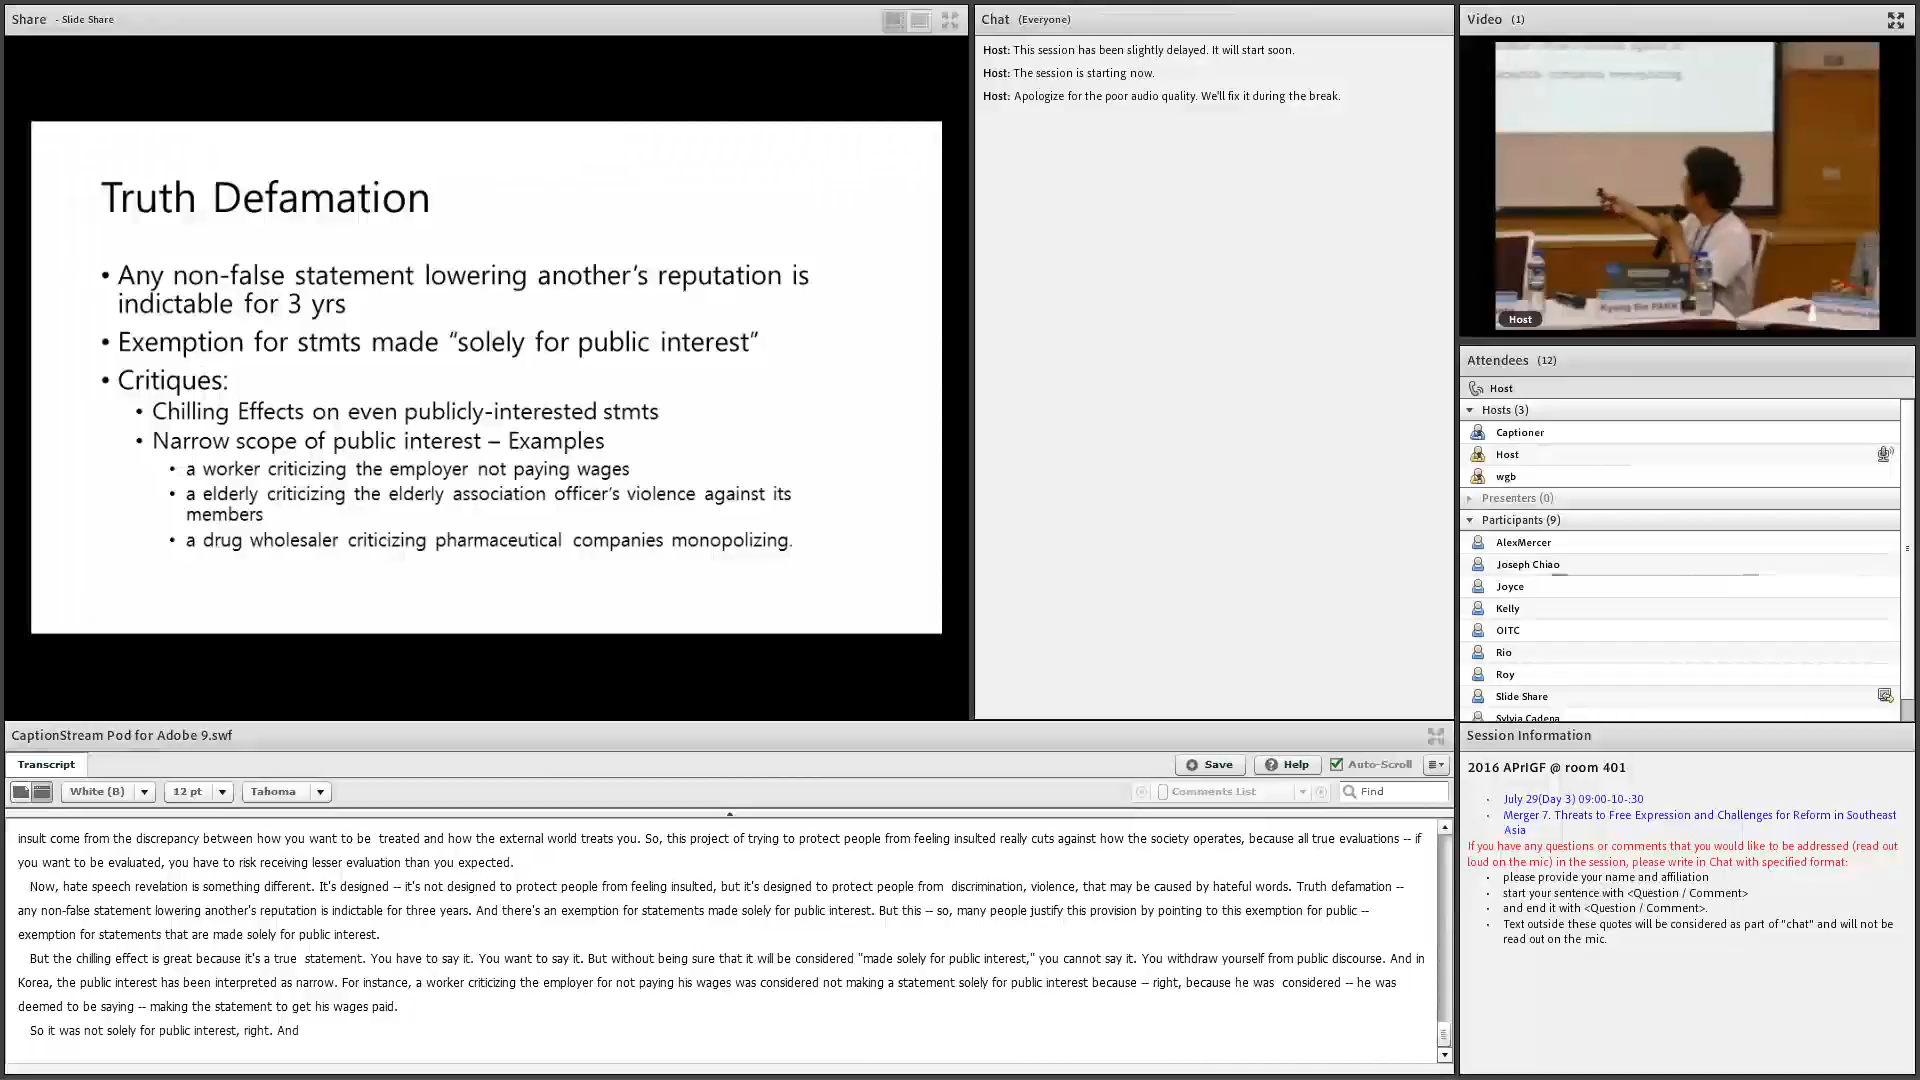 Share - Slide Share
Truth Defamation
• Any non-false statement lowering another's reputation is
indictable for 3 yrs
• Exemption for stmts made “solely for public interest”
• Critiques:
• Chilling Effects on even publicly-interested stmts
• Narrow scope of public interest – Examples
• a worker criticizing the employer not paying wages
• a elderly criticizing the elderly association officer's violence against its
members
• a drug wholesaler criticizing pharmaceutical companies monopolizing.
Chat (Everyone)
Host: This session has been slightly delayed. It will start soon.
Host: The session is starting now.
Host: Apologize for the poor audio quality. We'll fix it during the break.
Video (1)
Kyung Sin PARK
Host
Attendees (12)
Host
Hosts (3)
Captioner
Host
wgb
Presenters (0)
Participants (9)
AlexMercer
Joseph Chiao
Joyce
Kelly
OITC
Rio
Roy
Slide Share
Sylvia Cadena
CaptionStream Pod for Adobe 9.swf
Transcript
Save
Help
Auto-Scroll
White (B)
12 pt
Tahoma
Comments List
Find
insult come from the discrepancy between how you want to be treated and how the external world treats you. So, this project of trying to protect people from feeling insulted really cuts against how the society operates, because all true evaluations -- if
you want to be evaluated, you have to risk receiving lesser evaluation than you expected.
Now, hate speech revelation is something different. It's designed -- it's not designed to protect people from feeling insulted, but it's designed to protect people from discrimination, violence, that may be caused by hateful words. Truth defamation --
any non-false statement lowering another's reputation is indictable for three years. And there's an exemption for statements made solely for public interest. But this -- so, many people justify this provision by pointing to this exemption for public --
exemption for statements that are made solely for public interest.
But the chilling effect is great because it's a true statement. You have to say it. You want to say it. But without being sure that it will be considered "made solely for public interest," you cannot say it. You withdraw yourself from public discourse. And in
Korea, the public interest has been interpreted as narrow. For instance, a worker criticizing the employer for not paying his wages was considered not making a statement solely for public interest because -- right, because he was considered -- he was
deemed to be saying -- making the statement to get his wages paid.
So it was not solely for public interest, right. And
Session Information
2016 APrIGF @ room 401
• July 29(Day 3) 09:00-10-:30
• Merger 7. Threats to Free Expression and Challenges for Reform in Southeast
Asia
If you have any questions or comments that you would like to be addressed (read out
loud on the mic) in the session, please write in Chat with specified format:
• please provide your name and affiliation
• start your sentence with <Question / Comment>
• and end it with <Question / Comment>.
• Text outside these quotes will be considered as part of "chat" and will not be
read out on the mic.